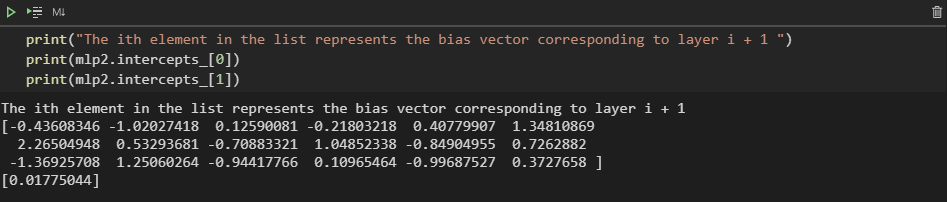 M↓
print("The ith element in the list represents the bias vector corresponding to layer i + 1 ")
print(mlp2.intercepts_[0])
print(mlp2.intercepts_[1])
The ith element in the list represents the bias vector corresponding to layer i + 1
[-0.43608346 -1.02027418  0.12590081 -0.21803218  0.40779907  1.34810869
  2.26504948  0.53293681 -0.70883321  1.04852338 -0.84904955  0.7262882
 -1.36925708  1.25060264 -0.94417766  0.10965464 -0.99687527  0.3727658 ]
[0.01775044]